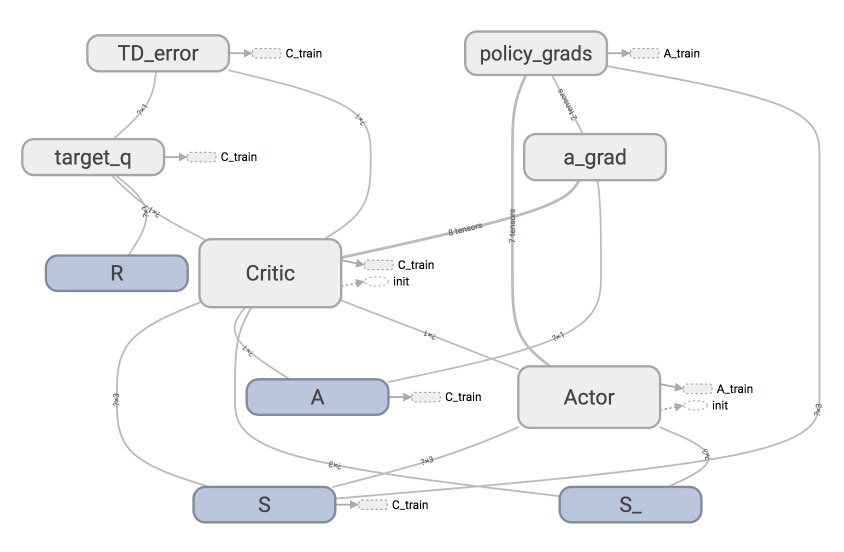 TD_error
C_train
policy_grads
A_train
?×1
?×1
2 tensors
target_q
C_train
a_grad
?×1
?×1
7 tensors
8 tensors
R
Critic
C_train
init
?×1
?×1
?×1
A
C_train
Actor
A_train
init
?×3
?×3
?×3
?×3
?×3
S
C_train
S_